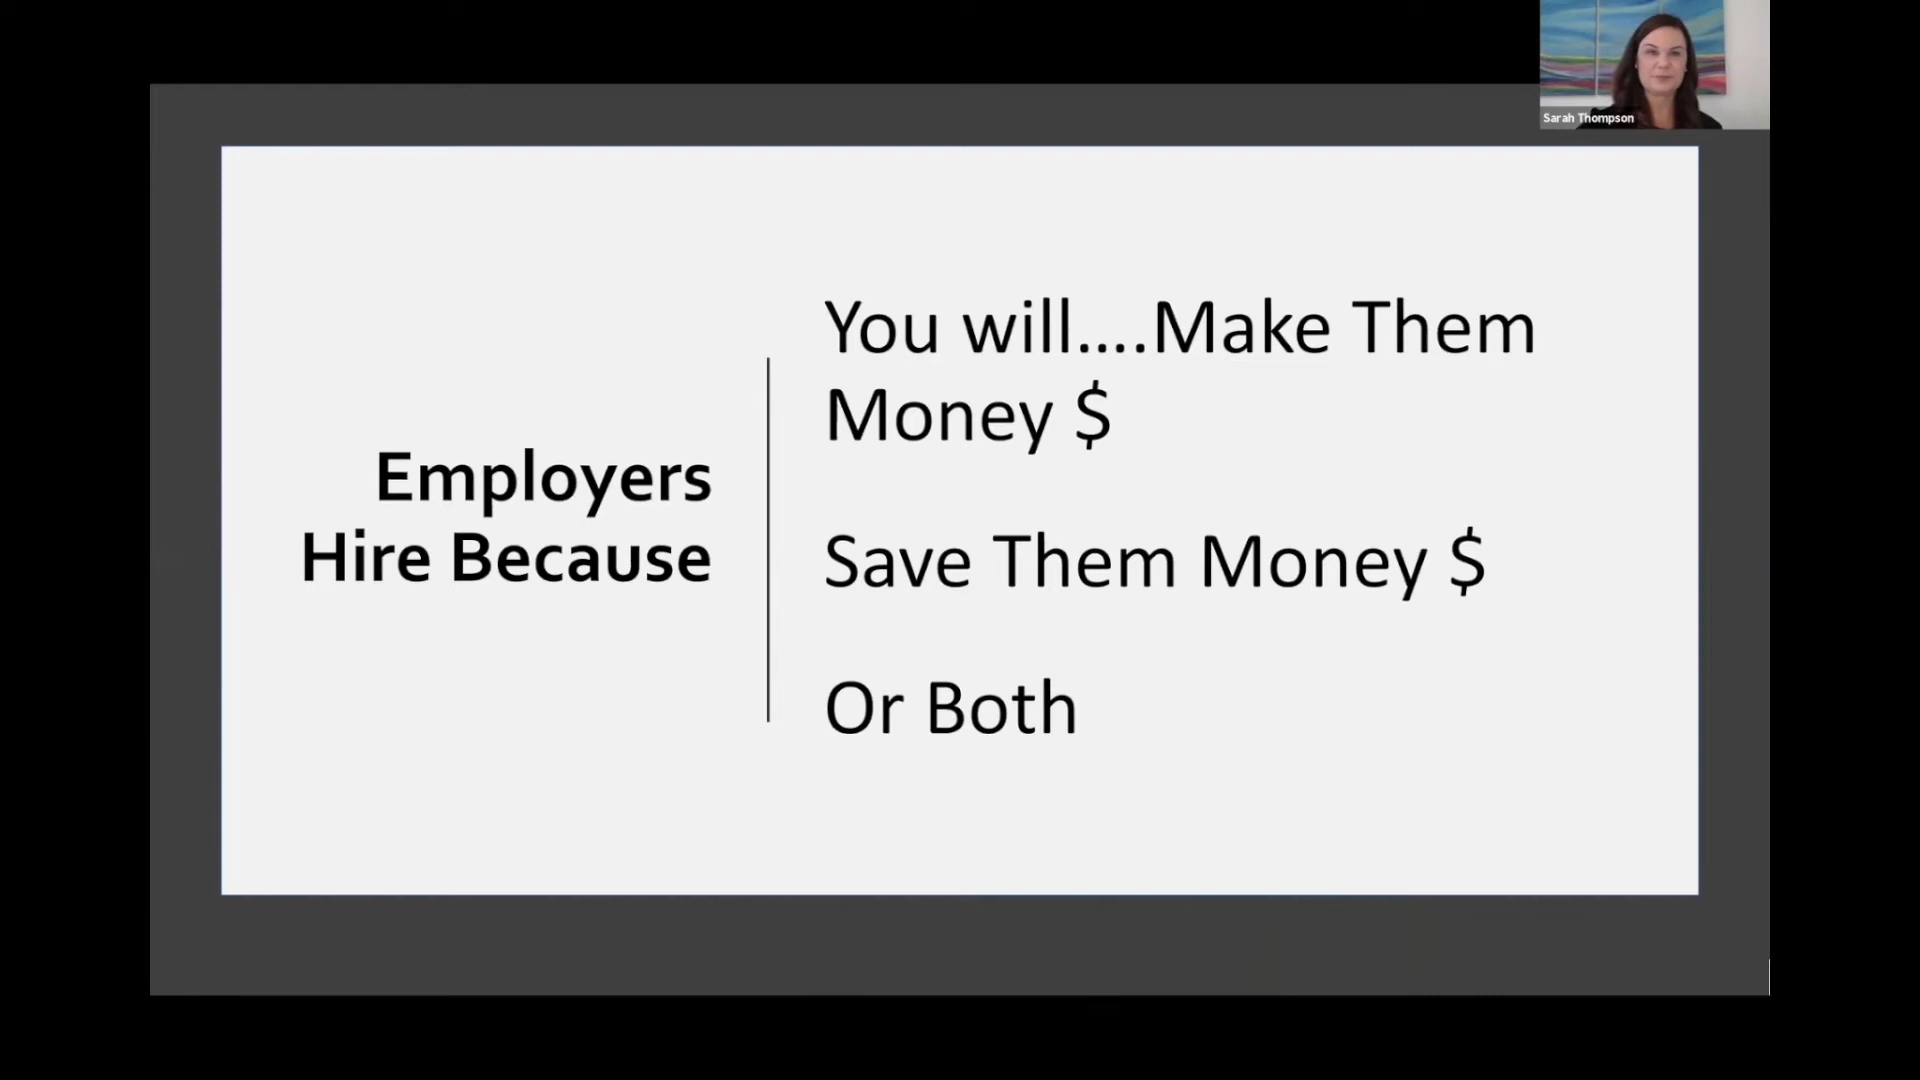 Sarah Thompson
Employers
Hire Because
You will....Make Them
Money $
Save Them Money $
Or Both